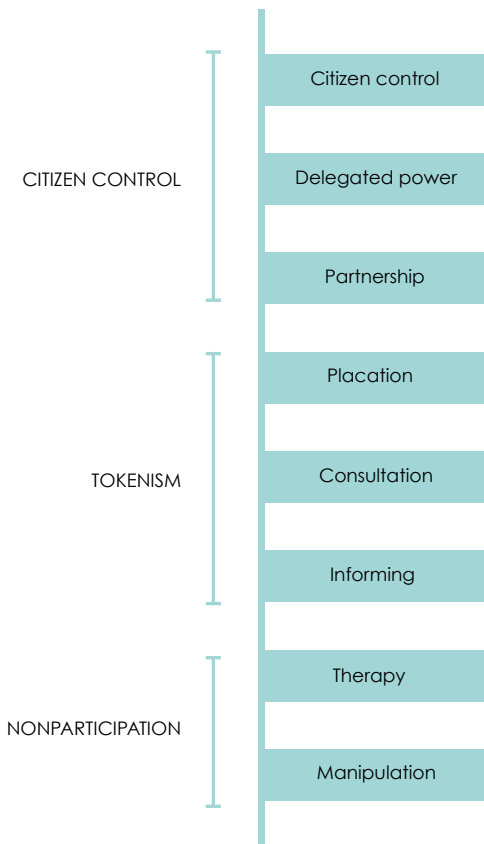 Citizen control
CITIZEN CONTROL
Delegated power
Partnership
Placation
TOKENISM
Consultation
Informing
Therapy
NONPARTICIPATION
Manipulation